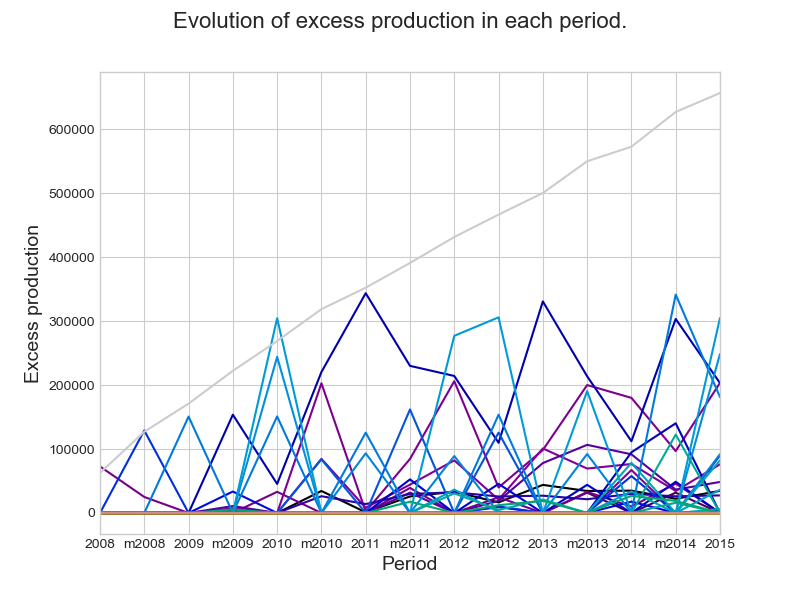 Evolution of excess production in each period.
Excess production
600000
500000
400000
300000
200000
100000
0
2008 m2008 2009 m2009 2010 m2010 2011 m2011 2012 m2012 2013 m2013 2014 m2014 2015
Period